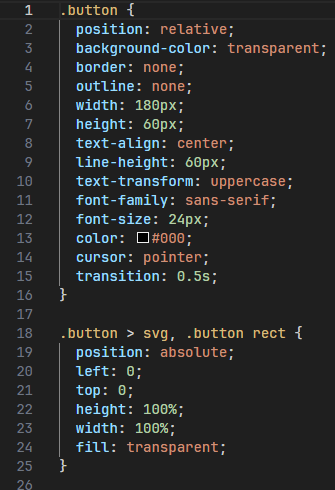 1 .button {
2 position: relative;
3 background-color: transparent;
4 border: none;
5 outline: none;
6 width: 180px;
7 height: 60px;
8 text-align: center;
9 line-height: 60px;
10 text-transform: uppercase;
11 font-family: sans-serif;
12 font-size: 24px;
13 color: #000;
14 cursor: pointer;
15 transition: 0.5s;
16 }
17
18 .button > svg, .button rect {
19 position: absolute;
20 left: 0;
21 top: 0;
22 height: 100%;
23 width: 100%;
24 fill: transparent;
25 }
26